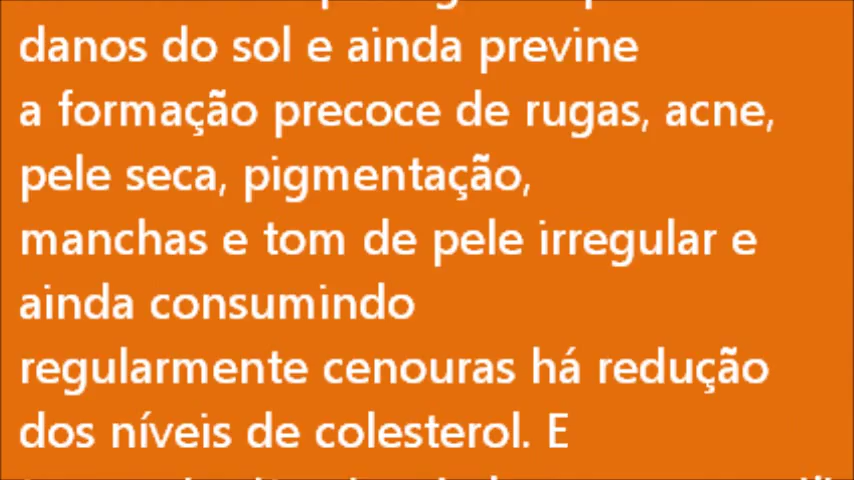 danos do sol e ainda previne
a formação precoce de rugas, acne,
pele seca, pigmentação,
manchas e tom de pele irregular e
ainda consumindo
regularmente cenouras há redução
dos níveis de colesterol. E